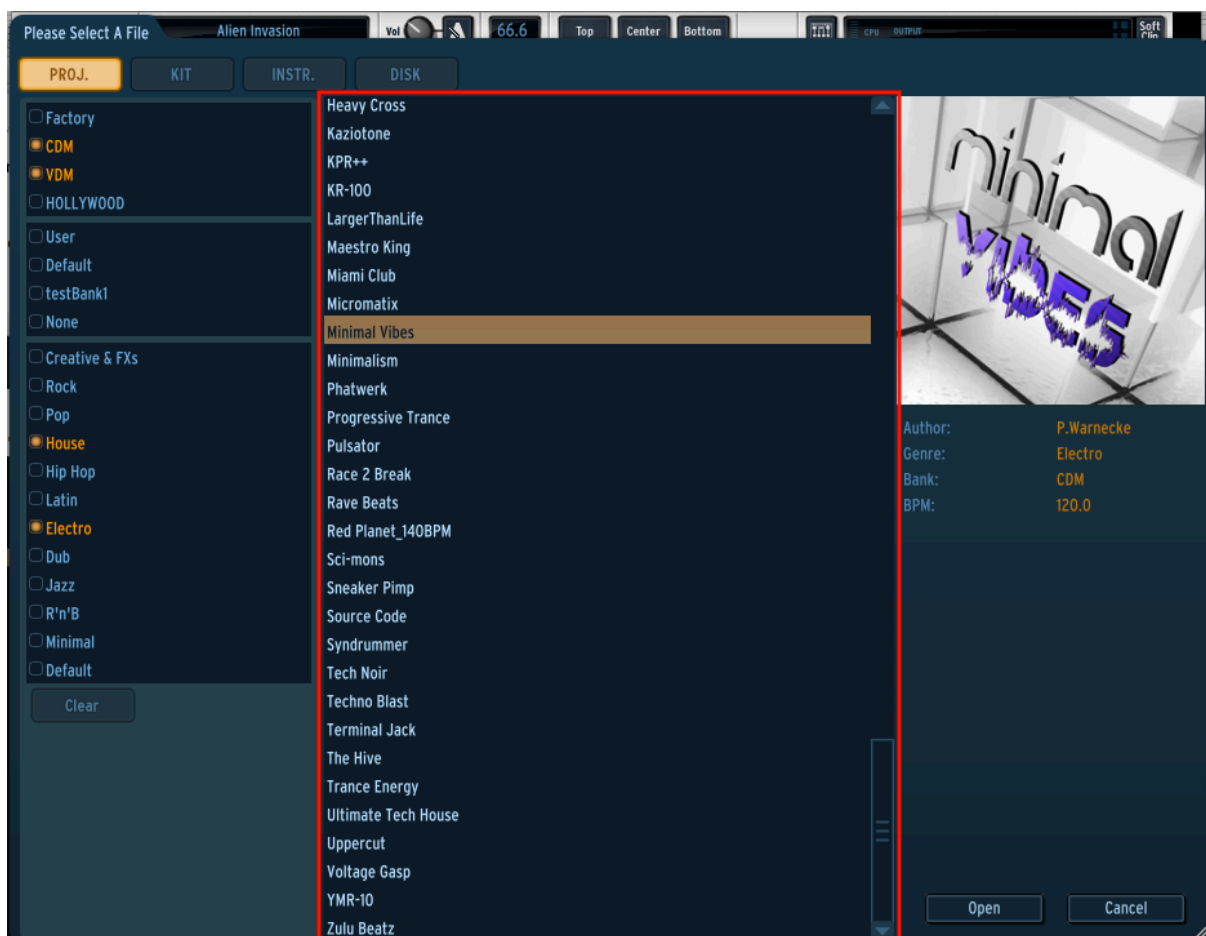 Please Select A File
Alien Invasion
Vol
66.6
Top
Center
Bottom
CPU OUTPUT
Soft
Clip
PROJ.
KIT
INSTR.
DISK
Factory
CDM
VDM
HOLLYWOOD
User
Default
testBank1
None
Creative & FXs
Rock
Pop
House
Hip Hop
Latin
Electro
Dub
Jazz
R'n'B
Minimal
Default
Clear
Heavy Cross
Kaziotone
KPR++
KR-100
LargerThanLife
Maestro King
Miami Club
Micromatix
Minimal Vibes
Minimalism
Phatwerk
Progressive Trance
Pulsator
Race 2 Break
Rave Beats
Red Planet_140BPM
Sci-mons
Sneaker Pimp
Source Code
Syndrummer
Tech Noir
Techno Blast
Terminal Jack
The Hive
Trance Energy
Ultimate Tech House
Uppercut
Voltage Gasp
YMR-10
Zulu Beatz
minimal
VIBES
Author: P.Warnecke
Genre: Electro
Bank: CDM
BPM: 120.0
Open
Cancel